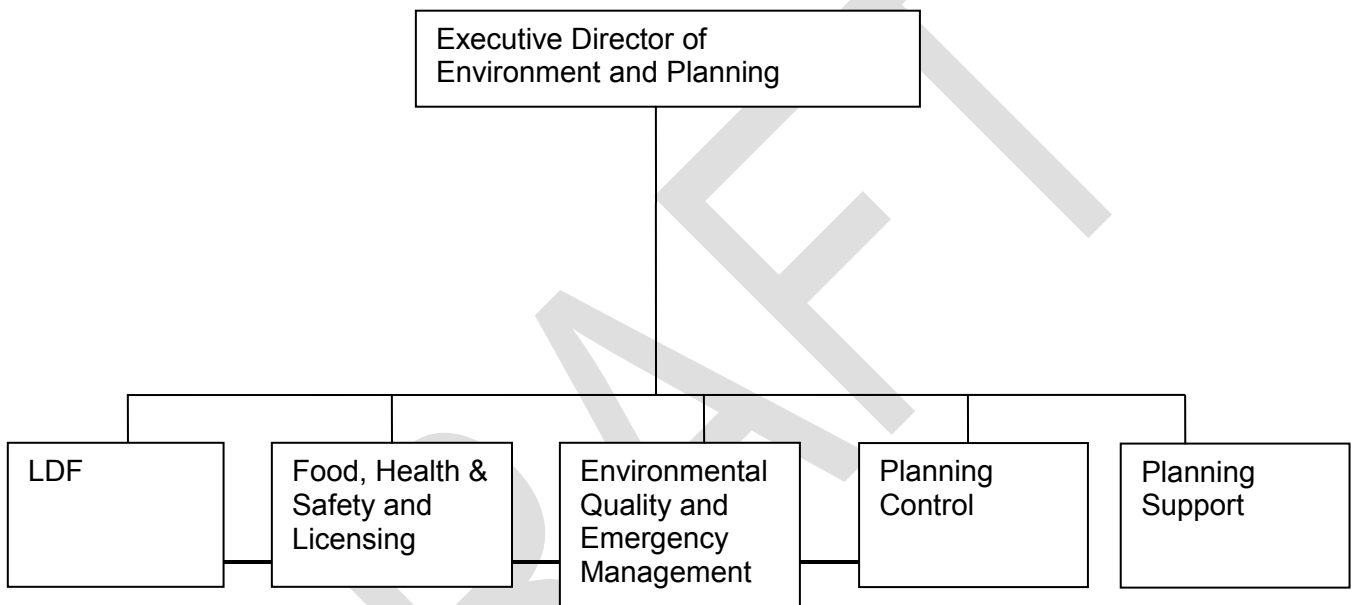 Executive Director of
Environment and Planning
LDF
Food, Health &
Safety and
Licensing
Environmental
Quality and
Emergency
Management
Planning
Control
Planning
Support
DRAFT